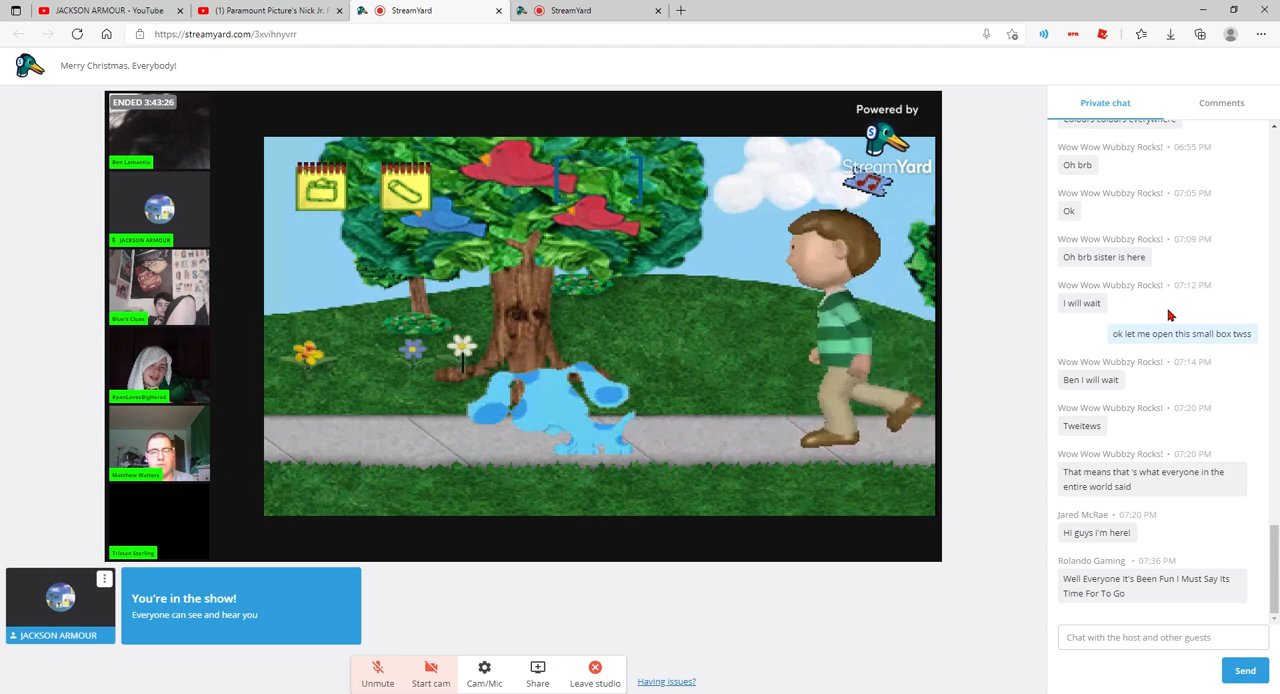 JACKSON ARMOUR - YouTube
(1) Paramount Picture's Nick Jr. F
StreamYard
StreamYard
https://streamyard.com/3xvihnyvrr
Merry Christmas, Everybody!
ENDED 3:43:26
Ben Lamantia
JACKSON ARMOUR
Blue's Clues
RyanLovesBigHero6
Matthew Walters
Tristan Sterling
Powered by
StreamYard
JACKSON ARMOUR
You're in the show!
Everyone can see and hear you
Unmute
Start cam
Cam/Mic
Share
Leave studio
Having issues?
Private chat
Comments
Colours colours everywhere
Wow Wow Wubbzy Rocks! • 06:55 PM
Oh brb
Wow Wow Wubbzy Rocks! • 07:05 PM
Ok
Wow Wow Wubbzy Rocks! • 07:09 PM
Oh brb sister is here
Wow Wow Wubbzy Rocks! • 07:12 PM
I will wait
ok let me open this small box twss
Wow Wow Wubbzy Rocks! • 07:14 PM
Ben I will wait
Wow Wow Wubbzy Rocks! • 07:20 PM
Tweitews
Wow Wow Wubbzy Rocks! • 07:20 PM
That means that 's what everyone in the
entire world said
Jared McRae • 07:20 PM
HI guys i'm here!
Rolando Gaming • 07:36 PM
Well Everyone It's Been Fun I Must Say Its
Time For To Go
Chat with the host and other guests
Send